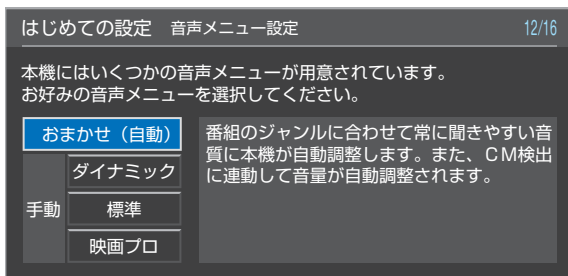 はじめての設定　音声メニュー設定　12/16
本機にはいくつかの音声メニューが用意されています。
お好みの音声メニューを選択してください。
おまかせ（自動）
手動
ダイナミック
標準
映画プロ
番組のジャンルに合わせて常に聞きやすい音
質に本機が自動調整します。また、ＣＭ検出
に連動して音量が自動調整されます。